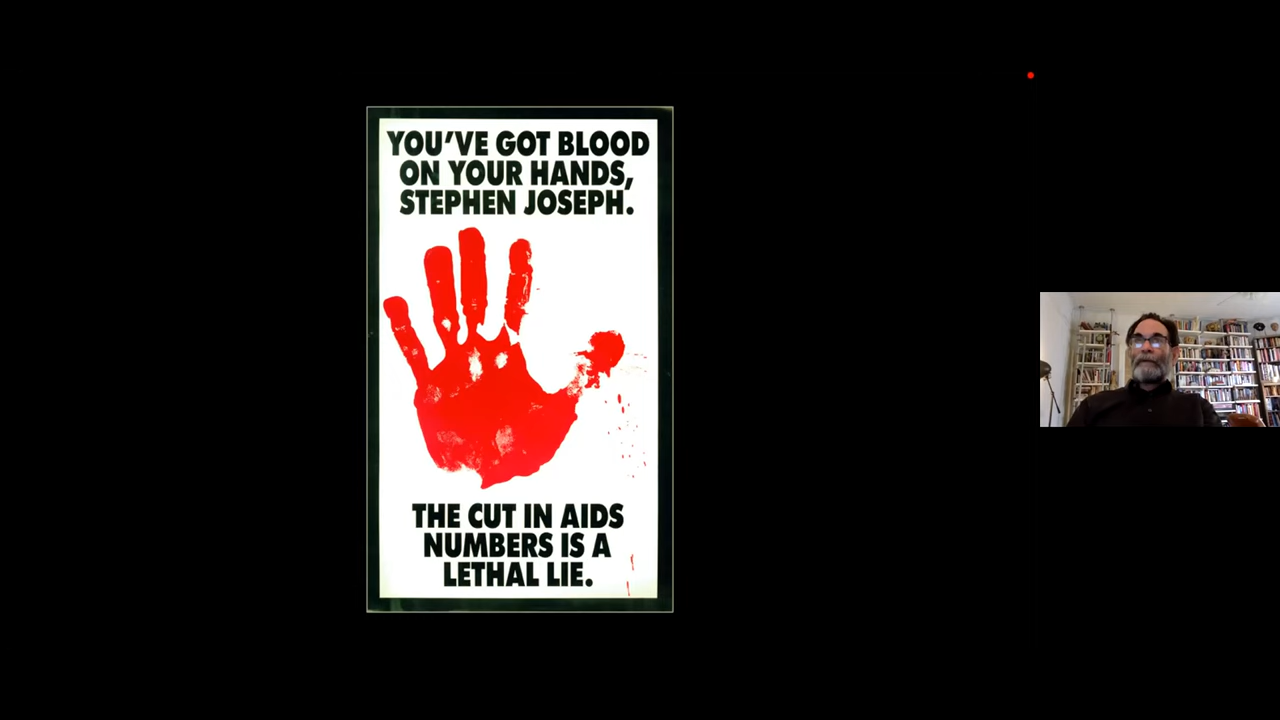 YOU'VE GOT BLOOD
ON YOUR HANDS,
STEPHEN JOSEPH.
THE CUT IN AIDS
NUMBERS IS A
LETHAL LIE.